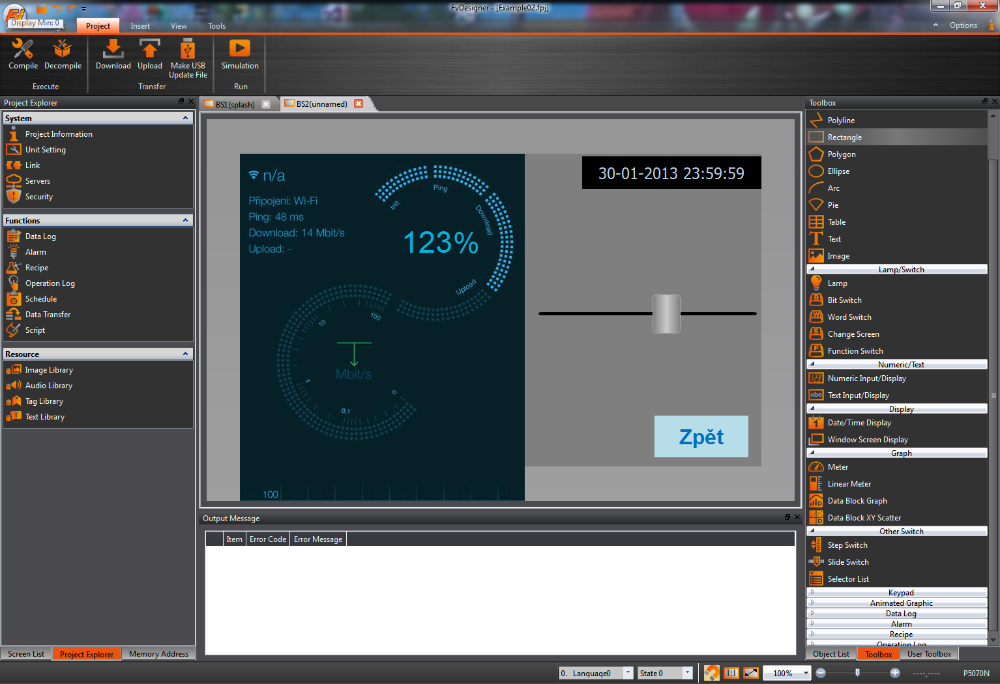 FvDesigner - [Example02.fpj]
Display Min: 0
Project
Insert
View
Tools
Options
Compile
Decompile
Download
Upload
Make USB
Update File
Simulation
Execute
Transfer
Run
Project Explorer
System
Project Information
Unit Setting
Link
Servers
Security
Functions
Data Log
Alarm
Recipe
Operation Log
Schedule
Data Transfer
Script
Resource
Image Library
Audio Library
Tag Library
Text Library
Screen List
Project Explorer
Memory Address
BS1(splash)
BS2(unnamed)
n/a
Připojení: Wi-Fi
Ping: 48 ms
Download: 14 Mbit/s
Upload: -
Init
Ping
Download
Upload
123%
100
10
1
0,1
0
Mbit/s
100
30-01-2013 23:59:59
Zpět
Output Message
Item
Error Code
Error Message
Toolbox
Polyline
Rectangle
Polygon
Ellipse
Arc
Pie
Table
Text
Image
Lamp/Switch
Lamp
Bit Switch
Word Switch
Change Screen
Function Switch
Numeric/Text
Numeric Input/Display
Text Input/Display
Display
Date/Time Display
Window Screen Display
Graph
Meter
Linear Meter
Data Block Graph
Data Block XY Scatter
Other Switch
Step Switch
Slide Switch
Selector List
Keypad
Animated Graphic
Data Log
Alarm
Recipe
Operation Log
Object List
Toolbox
User Toolbox
0. Language0
State 0
1:1
100%
----,----
P5070N